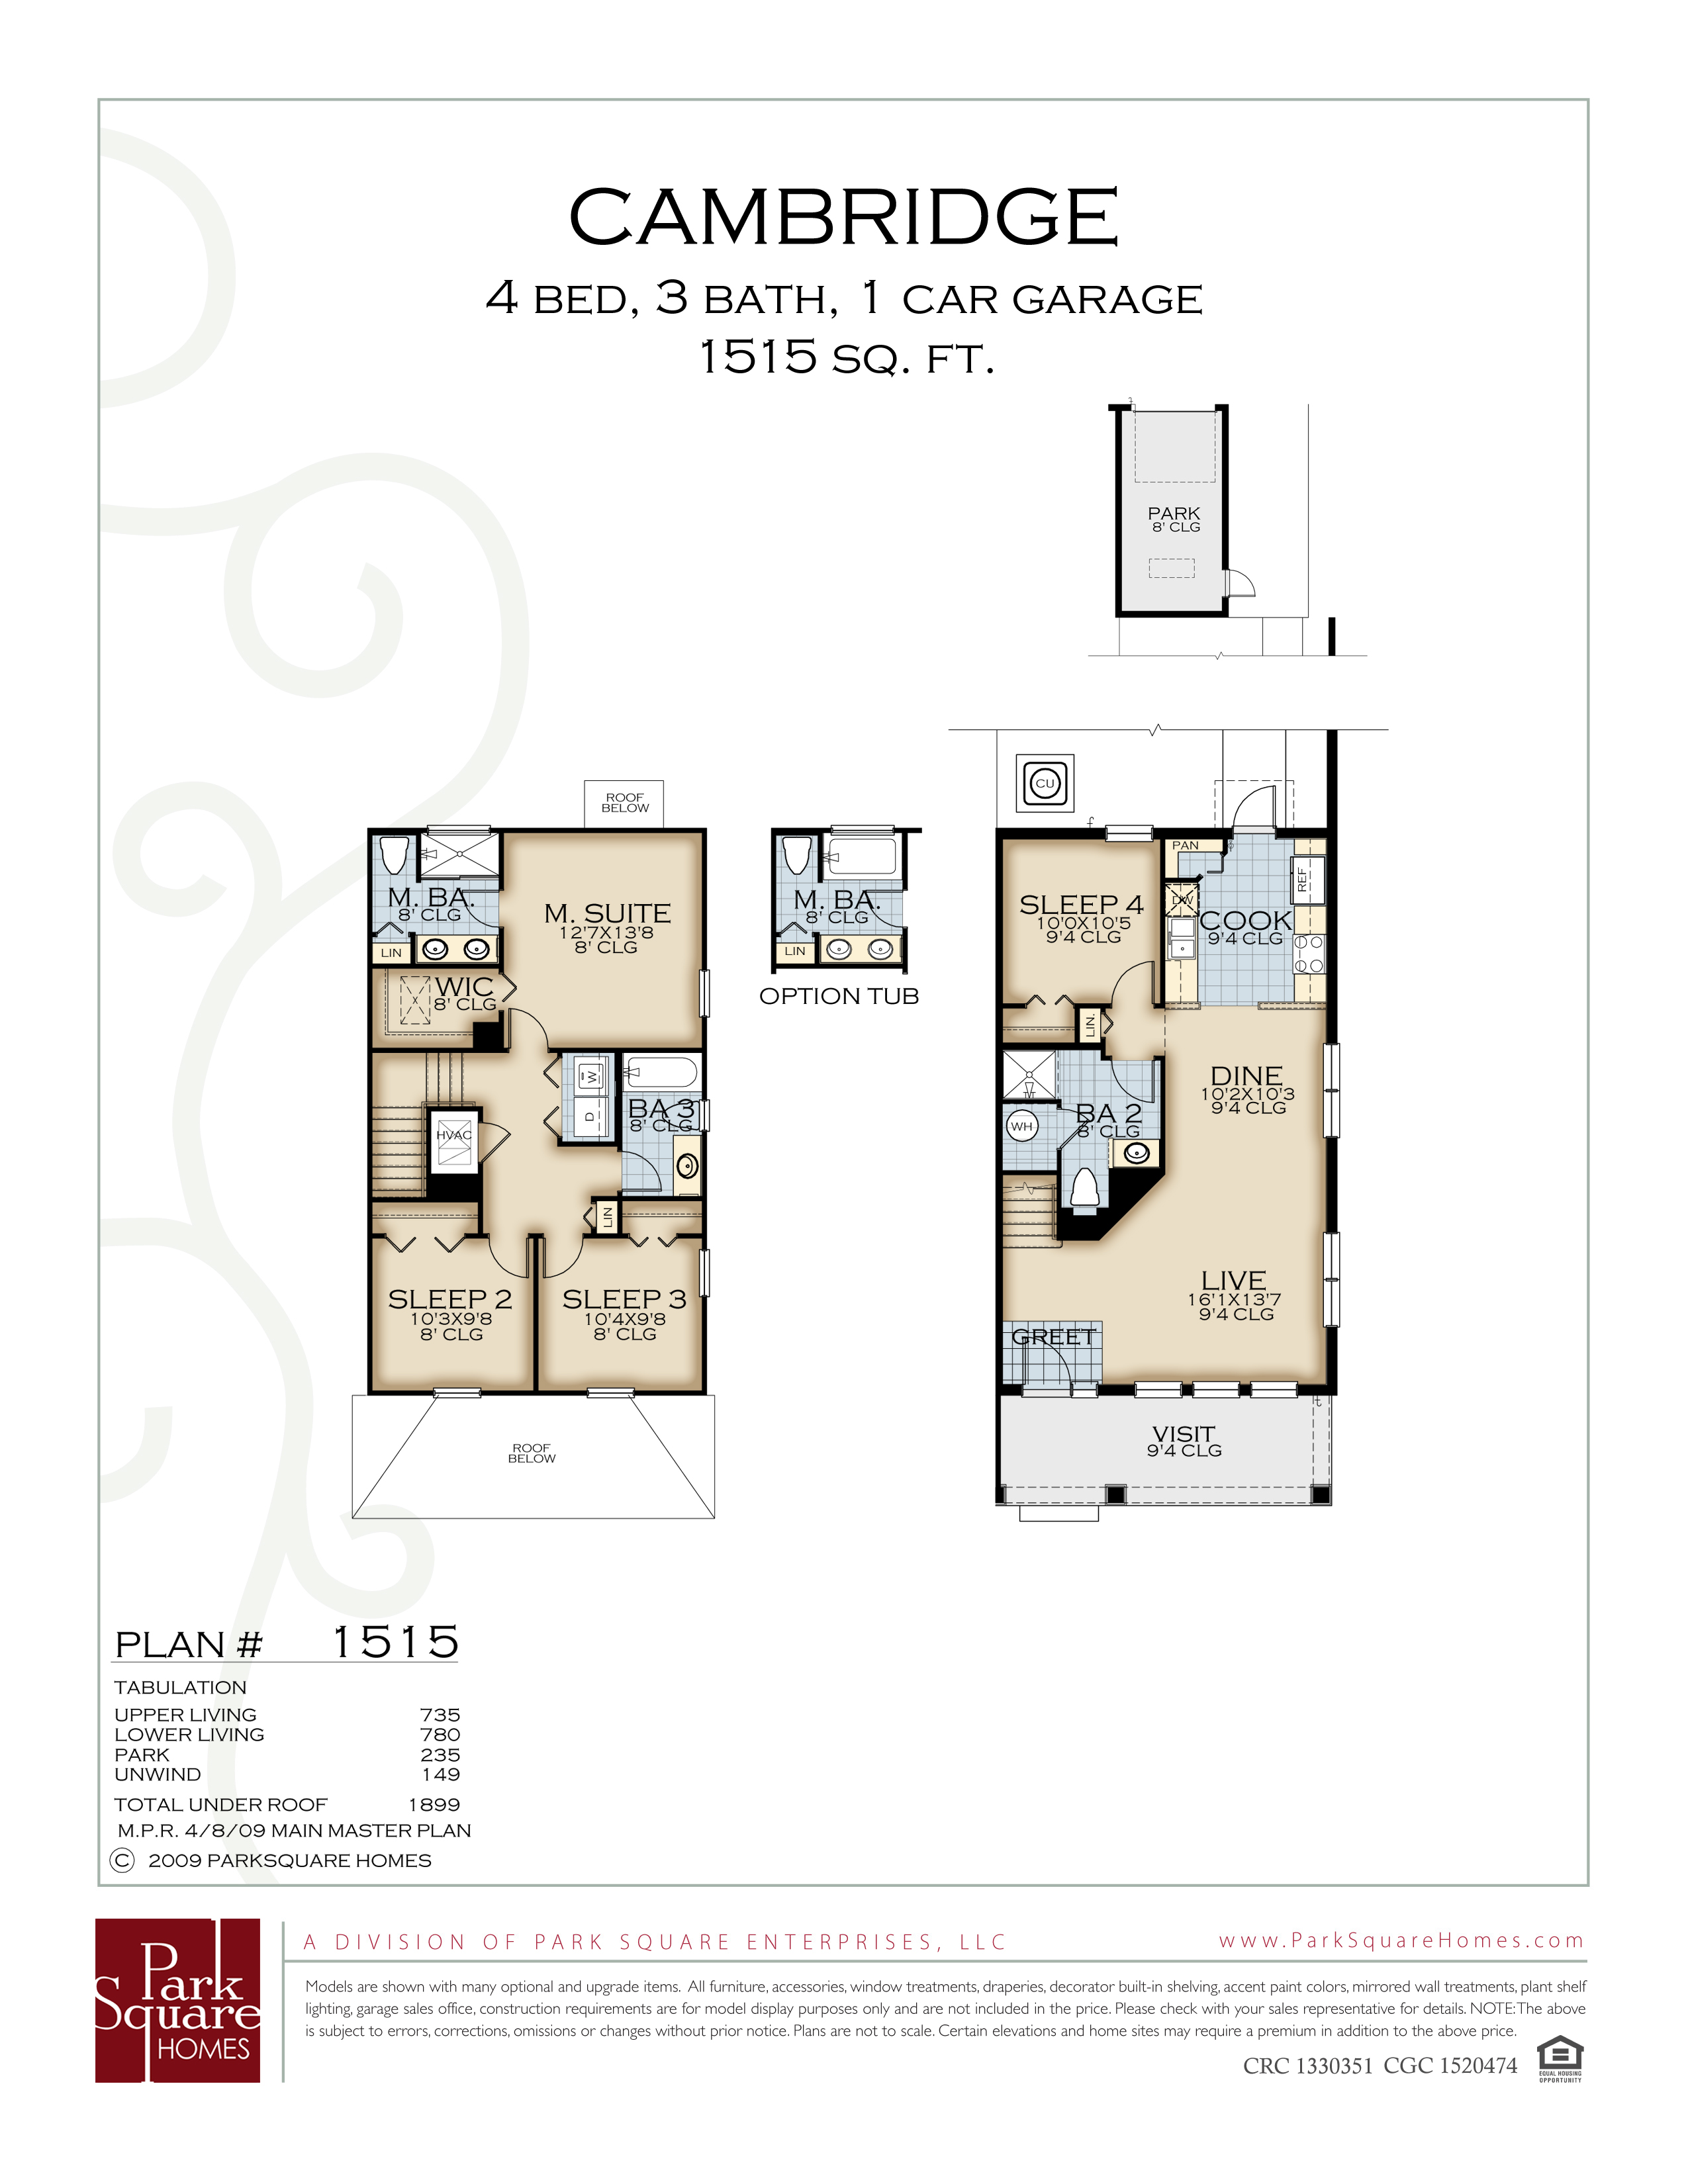 CAMBRIDGE
4 BED, 3 BATH, 1 CAR GARAGE
1515 SQ. FT.
PARK
8' CLG
CU
ROOF
BELOW
M. BA.
8' CLG
LIN
M. SUITE
12'7X13'8
8' CLG
WIC
8' CLG
W
D
HVAC
BA 3
8' CLG
LIN
SLEEP 2
10'3X9'8
8' CLG
SLEEP 3
10'4X9'8
8' CLG
ROOF
BELOW
M. BA.
8' CLG
LIN
OPTION TUB
SLEEP 4
10'0X10'5
9'4 CLG
PAN
REF
DW
COOK
9'4 CLG
LIN.
DINE
10'2X10'3
9'4 CLG
BA 2
8' CLG
WH
LIVE
16'1X13'7
9'4 CLG
GREET
VISIT
9'4 CLG
PLAN # 1515
TABULATION
UPPER LIVING 735
LOWER LIVING 780
PARK 235
UNWIND 149
TOTAL UNDER ROOF 1899
M.P.R. 4/8/09 MAIN MASTER PLAN
© 2009 PARKSQUARE HOMES
Park
Square
HOMES
A DIVISION OF PARK SQUARE ENTERPRISES, LLC
www.ParkSquareHomes.com
Models are shown with many optional and upgrade items. All furniture, accessories, window treatments, draperies, decorator built-in shelving, accent paint colors, mirrored wall treatments, plant shelf
lighting, garage sales office, construction requirements are for model display purposes only and are not included in the price. Please check with your sales representative for details. NOTE: The above
is subject to errors, corrections, omissions or changes without prior notice. Plans are not to scale. Certain elevations and home sites may require a premium in addition to the above price.
CRC 1330351 CGC 1520474
EQUAL HOUSING
OPPORTUNITY